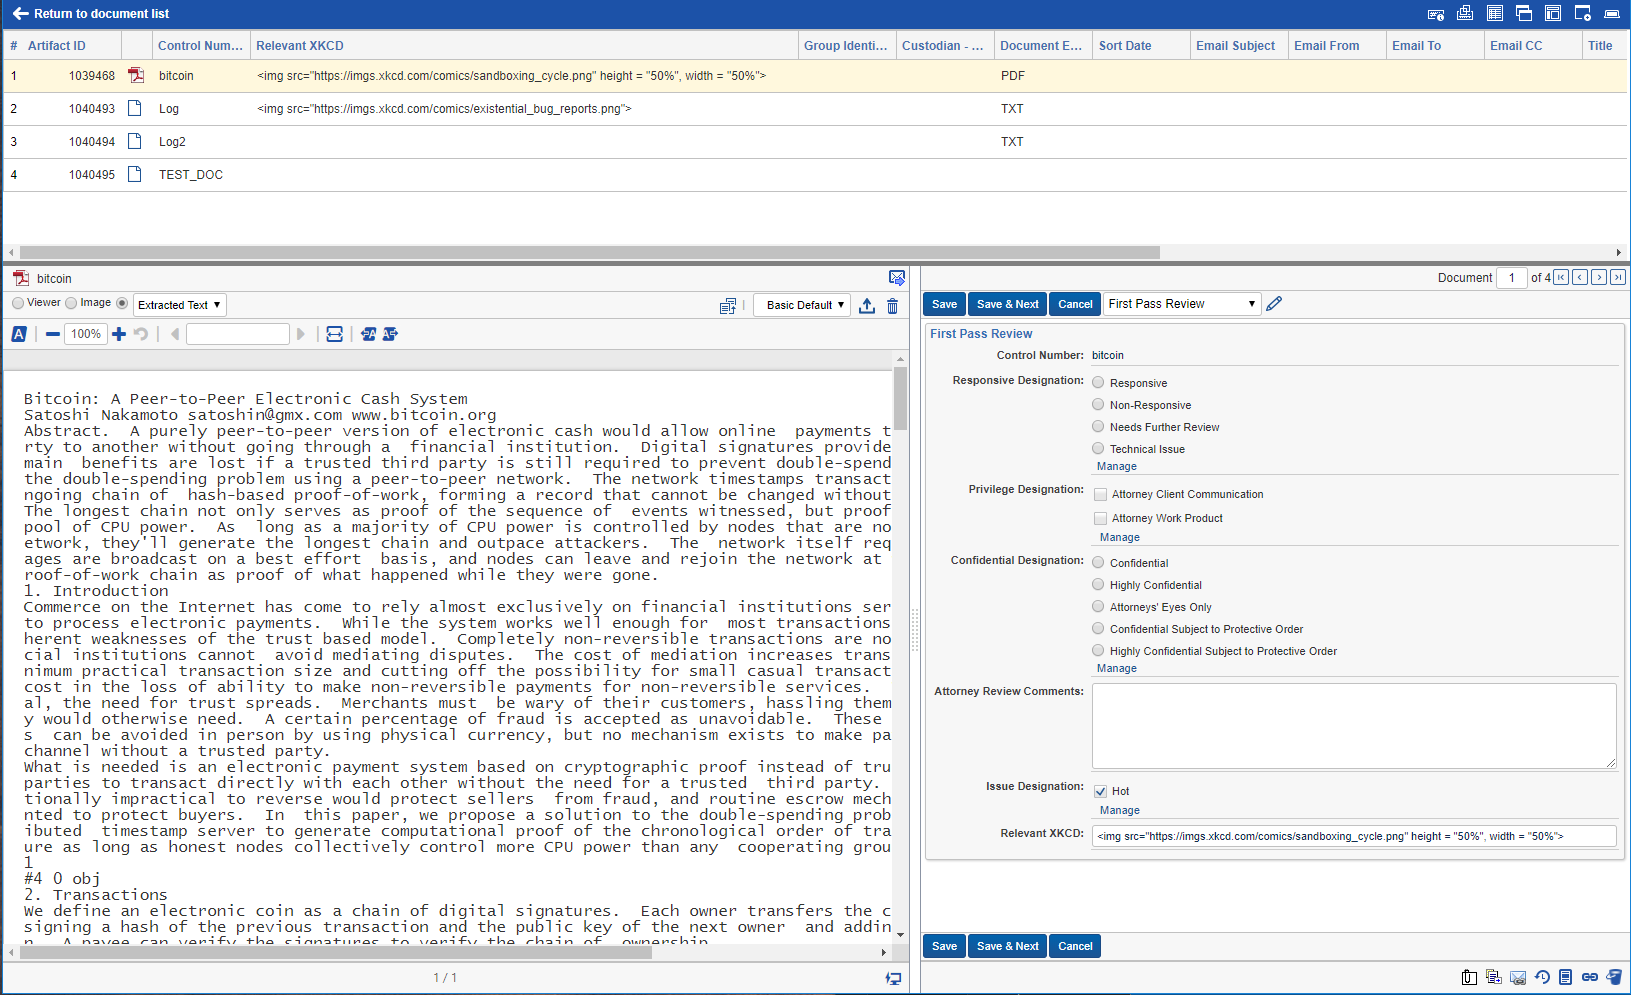 Return to document list
# Artifact ID Control Num... Relevant XKCD Group Identi... Custodian - ... Document E... Sort Date Email Subject Email From Email To Email CC Title
1 1039468 bitcoin <img src="https://imgs.xkcd.com/comics/sandboxing_cycle.png" height = "50%", width = "50%"> PDF
2 1040493 Log <img src="https://imgs.xkcd.com/comics/existential_bug_reports.png"> TXT
3 1040494 Log2 TXT
4 1040495 TEST_DOC
bitcoin
Viewer Image Extracted Text Basic Default
A 100%
Bitcoin: A Peer-to-Peer Electronic Cash System
Satoshi Nakamoto satoshin@gmx.com www.bitcoin.org
Abstract.  A purely peer-to-peer version of electronic cash would allow online  payments t
rty to another without going through a  financial institution.  Digital signatures provide
main  benefits are lost if a trusted third party is still required to prevent double-spend
the double-spending problem using a peer-to-peer network.  The network timestamps transact
ngoing chain of  hash-based proof-of-work, forming a record that cannot be changed without
The longest chain not only serves as proof of the sequence of  events witnessed, but proof
pool of CPU power.  As  long as a majority of CPU power is controlled by nodes that are no
etwork, they'll generate the longest chain and outpace attackers.  The  network itself req
ages are broadcast on a best effort  basis, and nodes can leave and rejoin the network at
roof-of-work chain as proof of what happened while they were gone.
1. Introduction
Commerce on the Internet has come to rely almost exclusively on financial institutions ser
to process electronic payments.  While the system works well enough for  most transactions
herent weaknesses of the trust based model.  Completely non-reversible transactions are no
cial institutions cannot  avoid mediating disputes.  The cost of mediation increases trans
nimum practical transaction size and cutting off the possibility for small casual transact
cost in the loss of ability to make non-reversible payments for non-reversible services.
al, the need for trust spreads.  Merchants must  be wary of their customers, hassling them
y would otherwise need.  A certain percentage of fraud is accepted as unavoidable.  These
s  can be avoided in person by using physical currency, but no mechanism exists to make pa
channel without a trusted party.
What is needed is an electronic payment system based on cryptographic proof instead of tru
parties to transact directly with each other without the need for a trusted  third party.
tionally impractical to reverse would protect sellers  from fraud, and routine escrow mech
nted to protect buyers.  In  this paper, we propose a solution to the double-spending prob
ibuted  timestamp server to generate computational proof of the chronological order of tra
ure as long as honest nodes collectively control more CPU power than any  cooperating grou
1
#4 0 obj
2. Transactions
We define an electronic coin as a chain of digital signatures.  Each owner transfers the c
signing a hash of the previous transaction and the public key of the next owner  and addin
n.  A payee can verify the signatures to verify the chain of  ownership.
1 / 1
Document 1 of 4
Save Save & Next Cancel First Pass Review
First Pass Review
Control Number: bitcoin
Responsive Designation: Responsive
Non-Responsive
Needs Further Review
Technical Issue
Manage
Privilege Designation: Attorney Client Communication
Attorney Work Product
Manage
Confidential Designation: Confidential
Highly Confidential
Attorneys' Eyes Only
Confidential Subject to Protective Order
Highly Confidential Subject to Protective Order
Manage
Attorney Review Comments:
Issue Designation: Hot
Manage
Relevant XKCD: <img src="https://imgs.xkcd.com/comics/sandboxing_cycle.png" height = "50%", width = "50%">
Save Save & Next Cancel